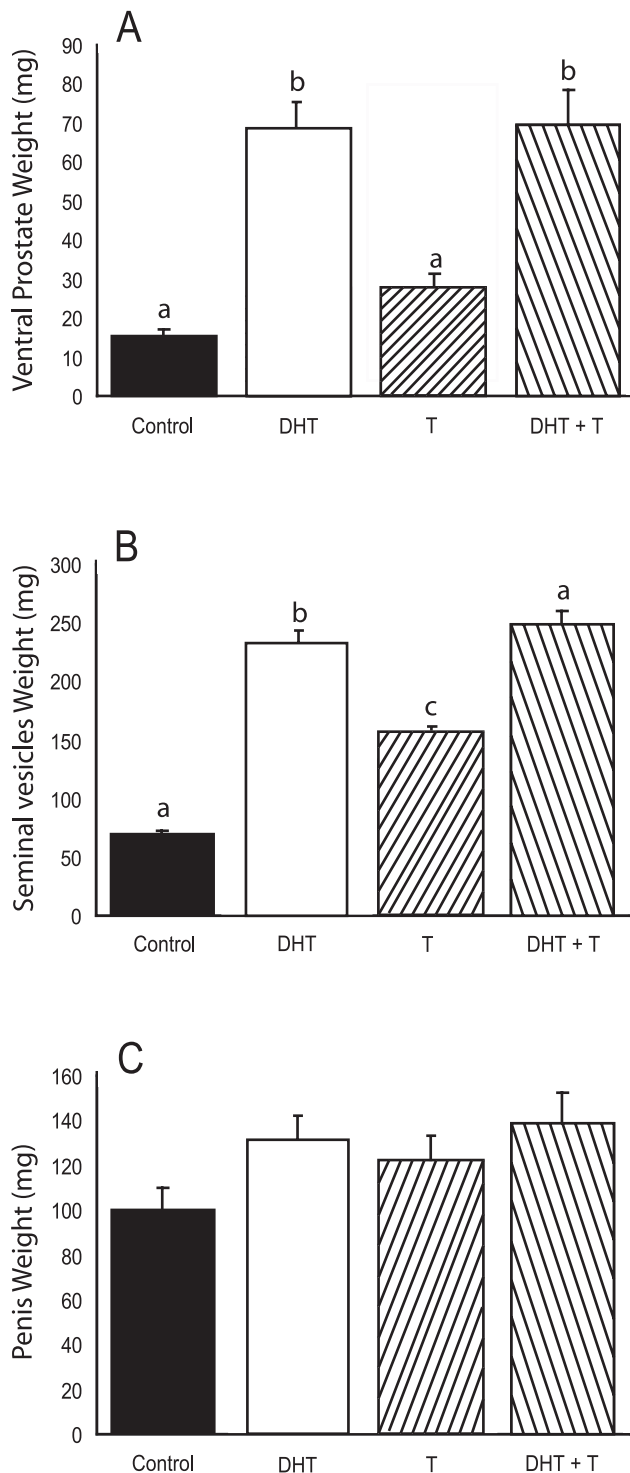 A
Ventral Prostate Weight (mg)
90
80
70
60
50
40
30
20
10
0
a
b
a
b
Control
DHT
T
DHT + T
B
Seminal vesicles Weight (mg)
300
250
200
150
100
50
0
a
b
c
a
Control
DHT
T
DHT + T
C
Penis Weight (mg)
160
140
120
100
80
60
40
20
0
Control
DHT
T
DHT + T